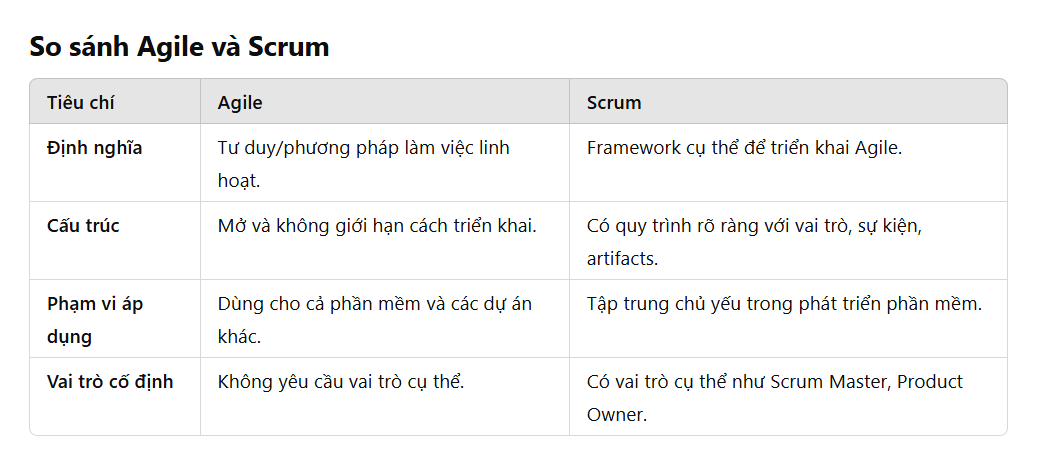 So sánh Agile và Scrum
Tiêu chí Agile Scrum
Định nghĩa Tư duy/phương pháp làm việc linh hoạt. Framework cụ thể để triển khai Agile.
Cấu trúc Mở và không giới hạn cách triển khai. Có quy trình rõ ràng với vai trò, sự kiện, artifacts.
Phạm vi áp dụng Dùng cho cả phần mềm và các dự án khác. Tập trung chủ yếu trong phát triển phần mềm.
Vai trò cố định Không yêu cầu vai trò cụ thể. Có vai trò cụ thể như Scrum Master, Product Owner.